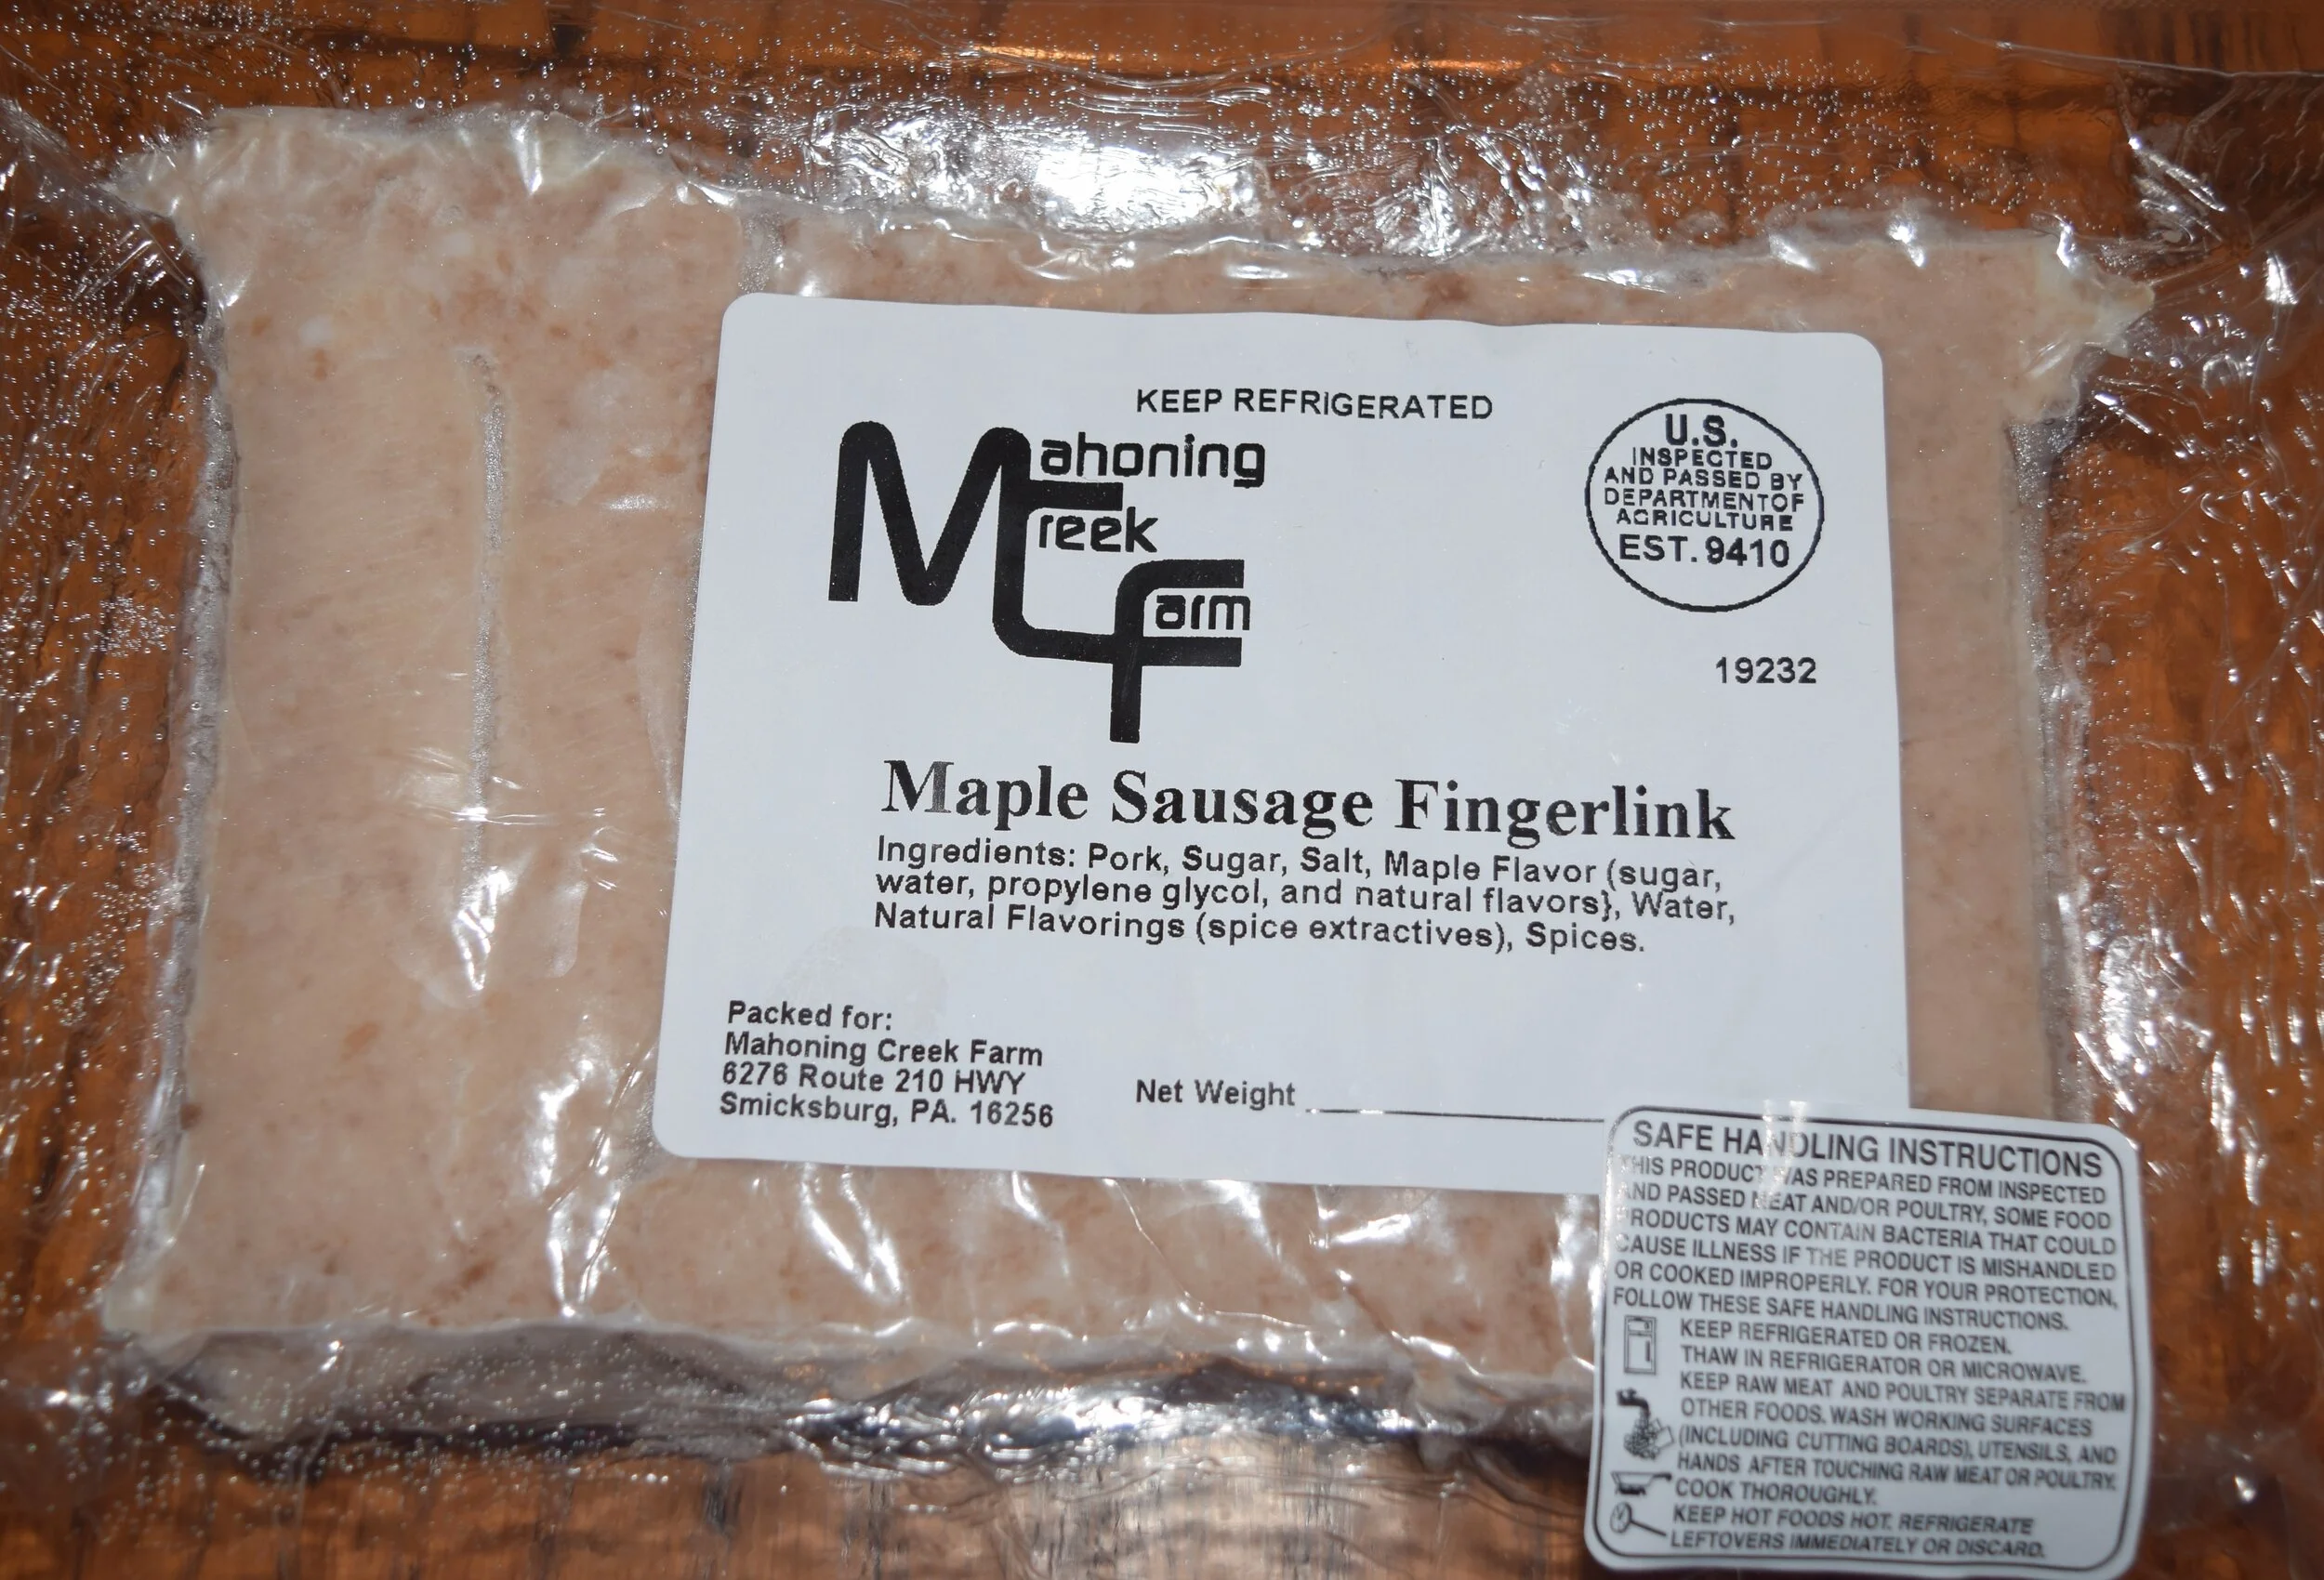 KEEP REFRIGERATED
Mahoning
Creek
Farm
U.S.
INSPECTED
AND PASSED BY
DEPARTMENTOF
AGRICULTURE
EST. 9410
19232
Maple Sausage Fingerlink
Ingredients: Pork, Sugar, Salt, Maple Flavor (sugar,
water, propylene glycol, and natural flavors}, Water,
Natural Flavorings (spice extractives), Spices.
Packed for:
Mahoning Creek Farm
6276 Route 210 HWY
Smicksburg, PA. 16256
Net Weight
SAFE HANDLING INSTRUCTIONS
THIS PRODUCT WAS PREPARED FROM INSPECTED
AND PASSED MEAT AND/OR POULTRY, SOME FOOD
PRODUCTS MAY CONTAIN BACTERIA THAT COULD
CAUSE ILLNESS IF THE PRODUCT IS MISHANDLED
OR COOKED IMPROPERLY. FOR YOUR PROTECTION,
FOLLOW THESE SAFE HANDLING INSTRUCTIONS.
KEEP REFRIGERATED OR FROZEN.
THAW IN REFRIGERATOR OR MICROWAVE.
KEEP RAW MEAT AND POULTRY SEPARATE FROM
OTHER FOODS. WASH WORKING SURFACES
(INCLUDING CUTTING BOARDS), UTENSILS, AND
HANDS AFTER TOUCHING RAW MEAT OR POULTRY.
COOK THOROUGHLY.
KEEP HOT FOODS HOT. REFRIGERATE
LEFTOVERS IMMEDIATELY OR DISCARD.